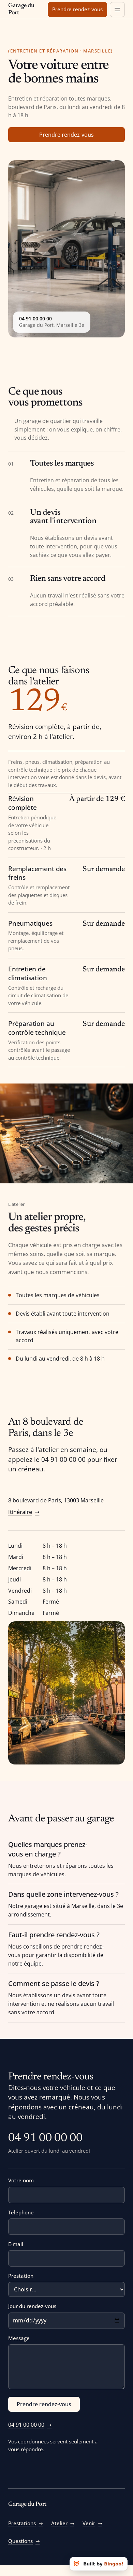 Garage du
Port
Prendre rendez-vous
(ENTRETIEN ET RÉPARATION · MARSEILLE)
Votre voiture entre
de bonnes mains
Entretien et réparation toutes marques,
boulevard de Paris, du lundi au vendredi de 8
h à 18 h.
Prendre rendez-vous
04 91 00 00 00
Garage du Port, Marseille 3e
Ce que nous
vous promettons
Un garage de quartier qui travaille
simplement : on vous explique, on chiffre,
vous décidez.
01
Toutes les marques
Entretien et réparation de tous les
véhicules, quelle que soit la marque.
02
Un devis
avant l'intervention
Nous établissons un devis avant
toute intervention, pour que vous
sachiez ce que vous allez payer.
03
Rien sans votre accord
Aucun travail n'est réalisé sans votre
accord préalable.
Ce que nous faisons
dans l'atelier
129€
Révision complète, à partir de,
environ 2 h à l'atelier.
Freins, pneus, climatisation, préparation au
contrôle technique : le prix de chaque
intervention vous est donné dans le devis, avant
le début des travaux.
Révision
complète
À partir de 129 €
Entretien périodique
de votre véhicule
selon les
préconisations du
constructeur. · 2 h
Remplacement des
freins
Sur demande
Contrôle et remplacement
des plaquettes et disques
de frein.
Pneumatiques
Sur demande
Montage, équilibrage et
remplacement de vos
pneus.
Entretien de
climatisation
Sur demande
Contrôle et recharge du
circuit de climatisation de
votre véhicule.
Préparation au
contrôle technique
Sur demande
Vérification des points
contrôlés avant le passage
au contrôle technique.
L'atelier
Un atelier propre,
des gestes précis
Chaque véhicule est pris en charge avec les
mêmes soins, quelle que soit sa marque.
Vous savez ce qui sera fait et à quel prix
avant que nous commencions.
Toutes les marques de véhicules
Devis établi avant toute intervention
Travaux réalisés uniquement avec votre
accord
Du lundi au vendredi, de 8 h à 18 h
Au 8 boulevard de
Paris, dans le 3e
Passez à l'atelier en semaine, ou
appelez le 04 91 00 00 00 pour fixer
un créneau.
8 boulevard de Paris, 13003 Marseille
Itinéraire →
Lundi 8 h – 18 h
Mardi 8 h – 18 h
Mercredi 8 h – 18 h
Jeudi 8 h – 18 h
Vendredi 8 h – 18 h
Samedi Fermé
Dimanche Fermé
Avant de passer au garage
Quelles marques prenez-
vous en charge ?
Nous entretenons et réparons toutes les
marques de véhicules.
Dans quelle zone intervenez-vous ?
Notre garage est situé à Marseille, dans le 3e
arrondissement.
Faut-il prendre rendez-vous ?
Nous conseillons de prendre rendez-
vous pour garantir la disponibilité de
notre équipe.
Comment se passe le devis ?
Nous établissons un devis avant toute
intervention et ne réalisons aucun travail
sans votre accord.
Prendre rendez-vous
Dites-nous votre véhicule et ce que
vous avez remarqué. Nous vous
répondons avec un créneau, du lundi
au vendredi.
04 91 00 00 00
Atelier ouvert du lundi au vendredi
Votre nom
Téléphone
E-mail
Prestation
Choisir...
Jour du rendez-vous
mm/dd/yyyy
Message
Prendre rendez-vous
04 91 00 00 00 →
Vos coordonnées servent seulement à
vous répondre.
Garage du Port
Prestations → Atelier → Venir →
Questions →
Built by Bingoai